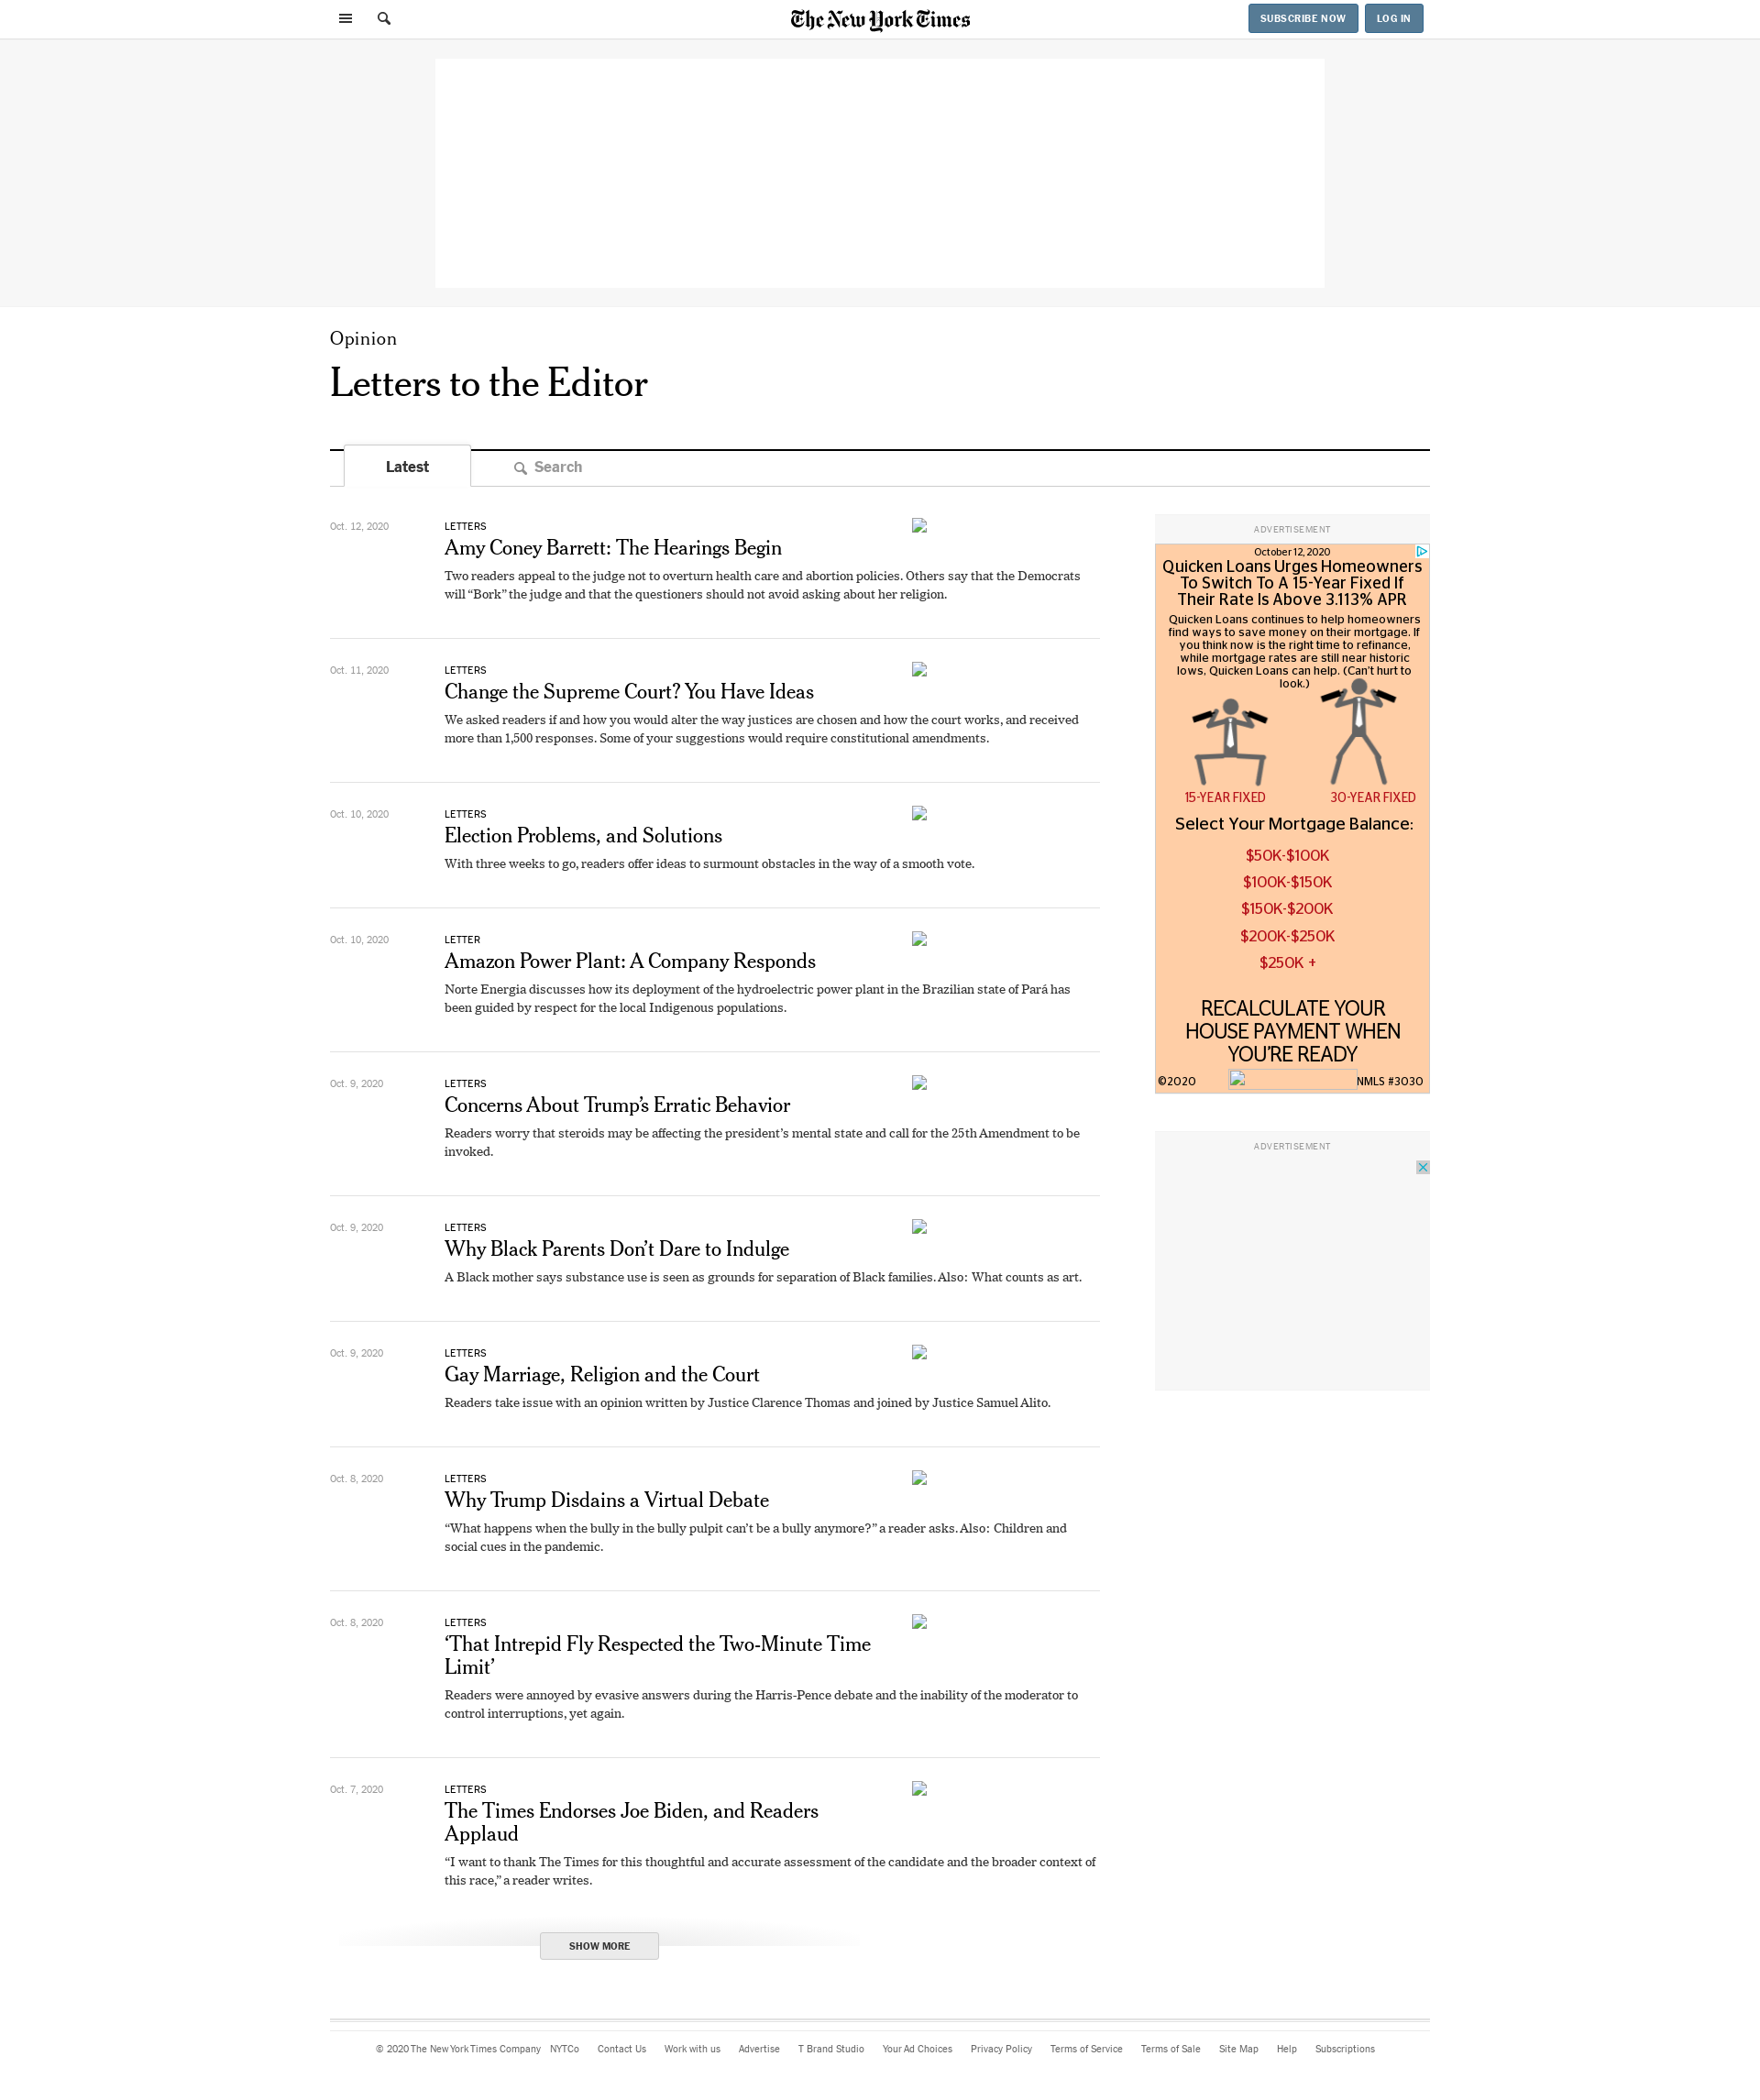 The New York Times
SUBSCRIBE NOW
LOG IN
Opinion
Letters to the Editor
Latest
Search
Oct. 12, 2020
LETTERS
Amy Coney Barrett: The Hearings Begin
Two readers appeal to the judge not to overturn health care and abortion policies. Others say that the Democrats
will “Bork” the judge and that the questioners should not avoid asking about her religion.
Oct. 11, 2020
LETTERS
Change the Supreme Court? You Have Ideas
We asked readers if and how you would alter the way justices are chosen and how the court works, and received
more than 1,500 responses. Some of your suggestions would require constitutional amendments.
Oct. 10, 2020
LETTERS
Election Problems, and Solutions
With three weeks to go, readers offer ideas to surmount obstacles in the way of a smooth vote.
Oct. 10, 2020
LETTER
Amazon Power Plant: A Company Responds
Norte Energia discusses how its deployment of the hydroelectric power plant in the Brazilian state of Pará has
been guided by respect for the local Indigenous populations.
Oct. 9, 2020
LETTERS
Concerns About Trump’s Erratic Behavior
Readers worry that steroids may be affecting the president’s mental state and call for the 25th Amendment to be
invoked.
Oct. 9, 2020
LETTERS
Why Black Parents Don’t Dare to Indulge
A Black mother says substance use is seen as grounds for separation of Black families. Also: What counts as art.
Oct. 9, 2020
LETTERS
Gay Marriage, Religion and the Court
Readers take issue with an opinion written by Justice Clarence Thomas and joined by Justice Samuel Alito.
Oct. 8, 2020
LETTERS
Why Trump Disdains a Virtual Debate
“What happens when the bully in the bully pulpit can’t be a bully anymore?” a reader asks. Also: Children and
social cues in the pandemic.
Oct. 8, 2020
LETTERS
‘That Intrepid Fly Respected the Two-Minute Time
Limit’
Readers were annoyed by evasive answers during the Harris-Pence debate and the inability of the moderator to
control interruptions, yet again.
Oct. 7, 2020
LETTERS
The Times Endorses Joe Biden, and Readers
Applaud
“I want to thank The Times for this thoughtful and accurate assessment of the candidate and the broader context of
this race,” a reader writes.
SHOW MORE
ADVERTISEMENT
October 12, 2020
Quicken Loans Urges Homeowners
To Switch To A 15-Year Fixed If
Their Rate Is Above 3.113% APR
Quicken Loans continues to help homeowners
find ways to save money on their mortgage. If
you think now is the right time to refinance,
while mortgage rates are still near historic
lows, Quicken Loans can help. (Can't hurt to
look.)
15-YEAR FIXED
30-YEAR FIXED
Select Your Mortgage Balance:
$50K-$100K
$100K-$150K
$150K-$200K
$200K-$250K
$250K +
RECALCULATE YOUR
HOUSE PAYMENT WHEN
YOU'RE READY
©2020
NMLS #3030
ADVERTISEMENT
© 2020 The New York Times Company
NYTCo
Contact Us
Work with us
Advertise
T Brand Studio
Your Ad Choices
Privacy Policy
Terms of Service
Terms of Sale
Site Map
Help
Subscriptions